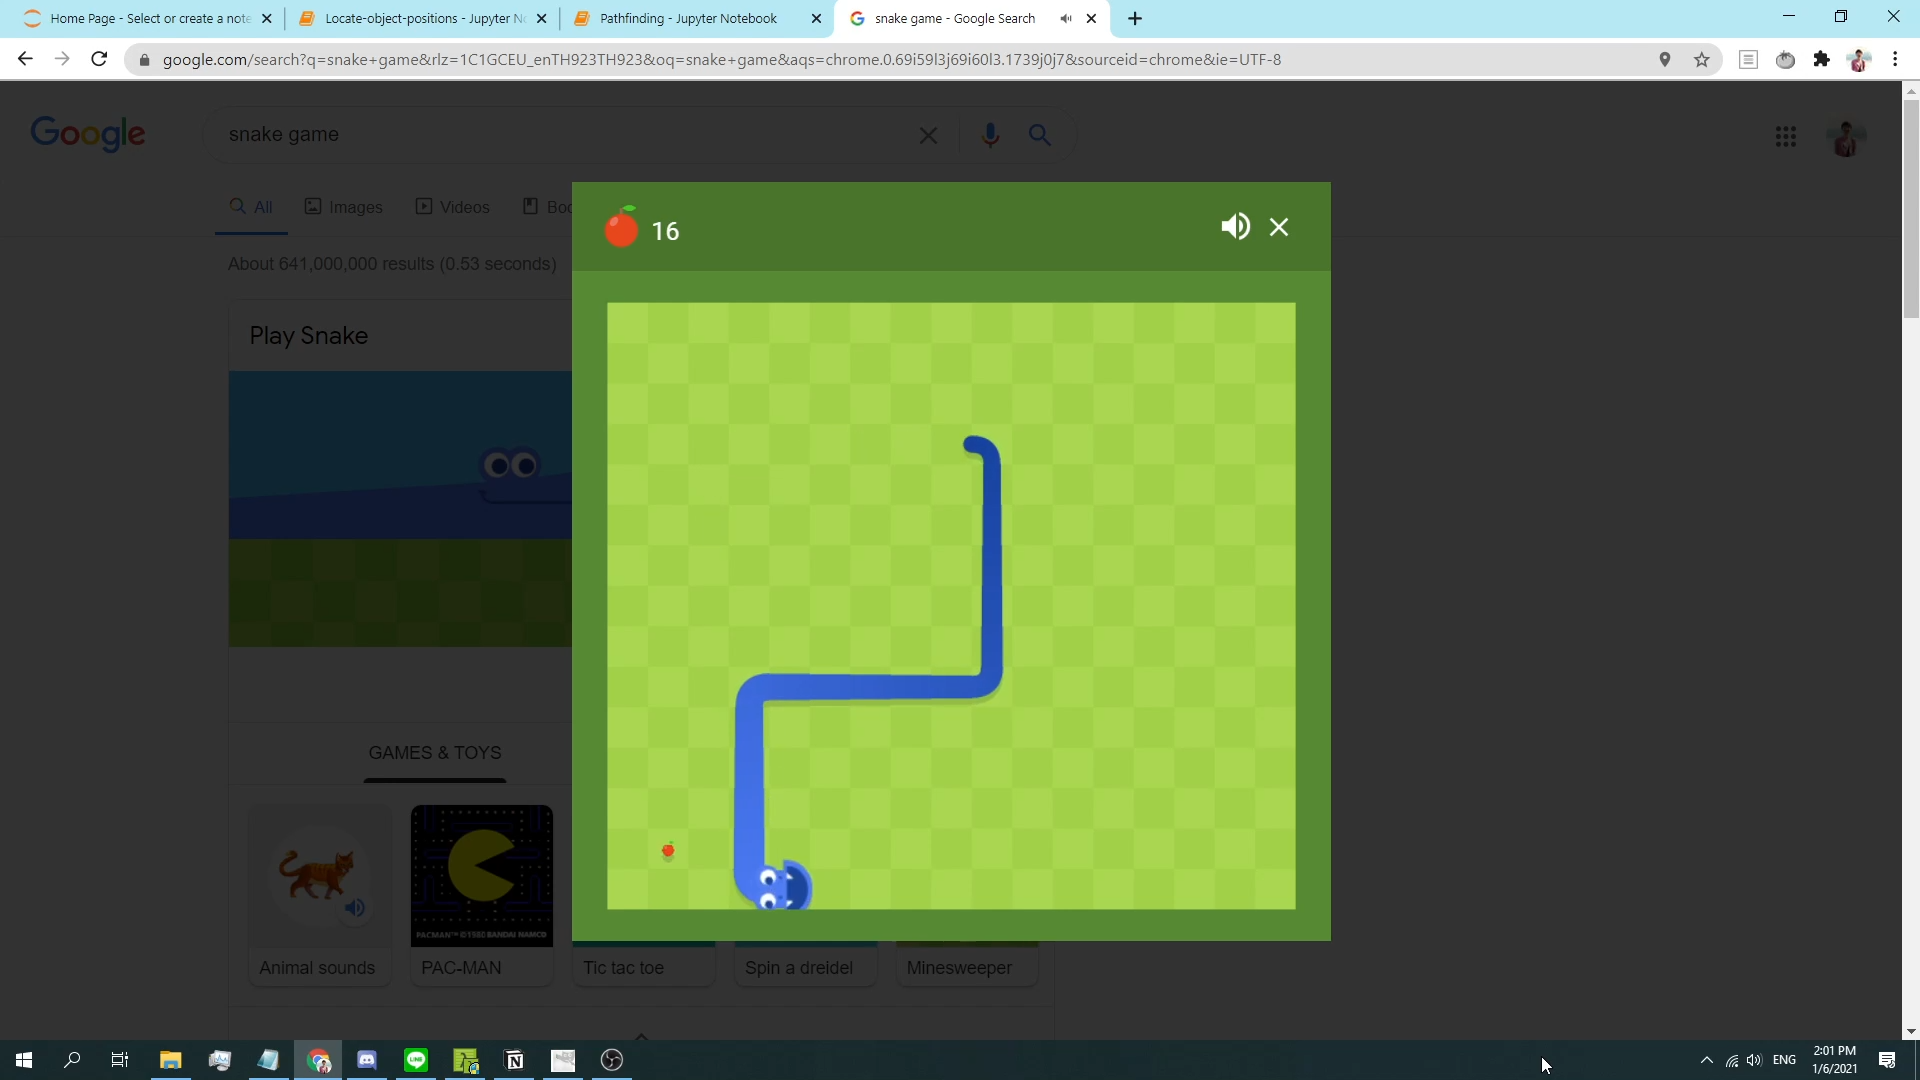 Home Page - Select or create a note
Locate-object-positions - Jupyter N
Pathfinding - Jupyter Notebook
snake game - Google Search
google.com/search?q=snake+game&rlz=1C1GCEU_enTH923TH923&oq=snake+game&aqs=chrome.0.69i59l3j69i60l3.1739j0j7&sourceid=chrome&ie=UTF-8
Google
snake game
All
Images
Videos
Boo
16
About 641,000,000 results (0.53 seconds)
Play Snake
GAMES & TOYS
PAC-MAN™ & ©1980 BANDAI NAMCO
Animal sounds
PAC-MAN
Tic tac toe
Spin a dreidel
Minesweeper
LINE
N
ENG
2:01 PM
1/6/2021